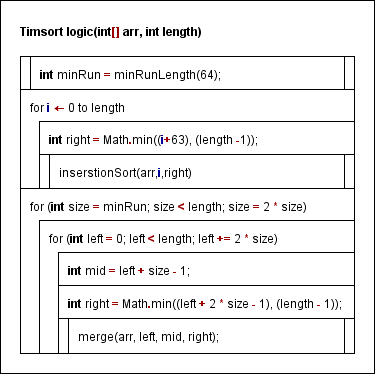 Timsort logic(int[] arr, int length)
int minRun = minRunLength(64);
for i ← 0 to length
int right = Math.min((i+63), (length -1));
inserstionSort(arr,i,right)
for (int size = minRun; size < length; size = 2 * size)
for (int left = 0; left < length; left += 2 * size)
int mid = left + size - 1;
int right = Math.min((left + 2 * size - 1), (length - 1));
merge(arr, left, mid, right);